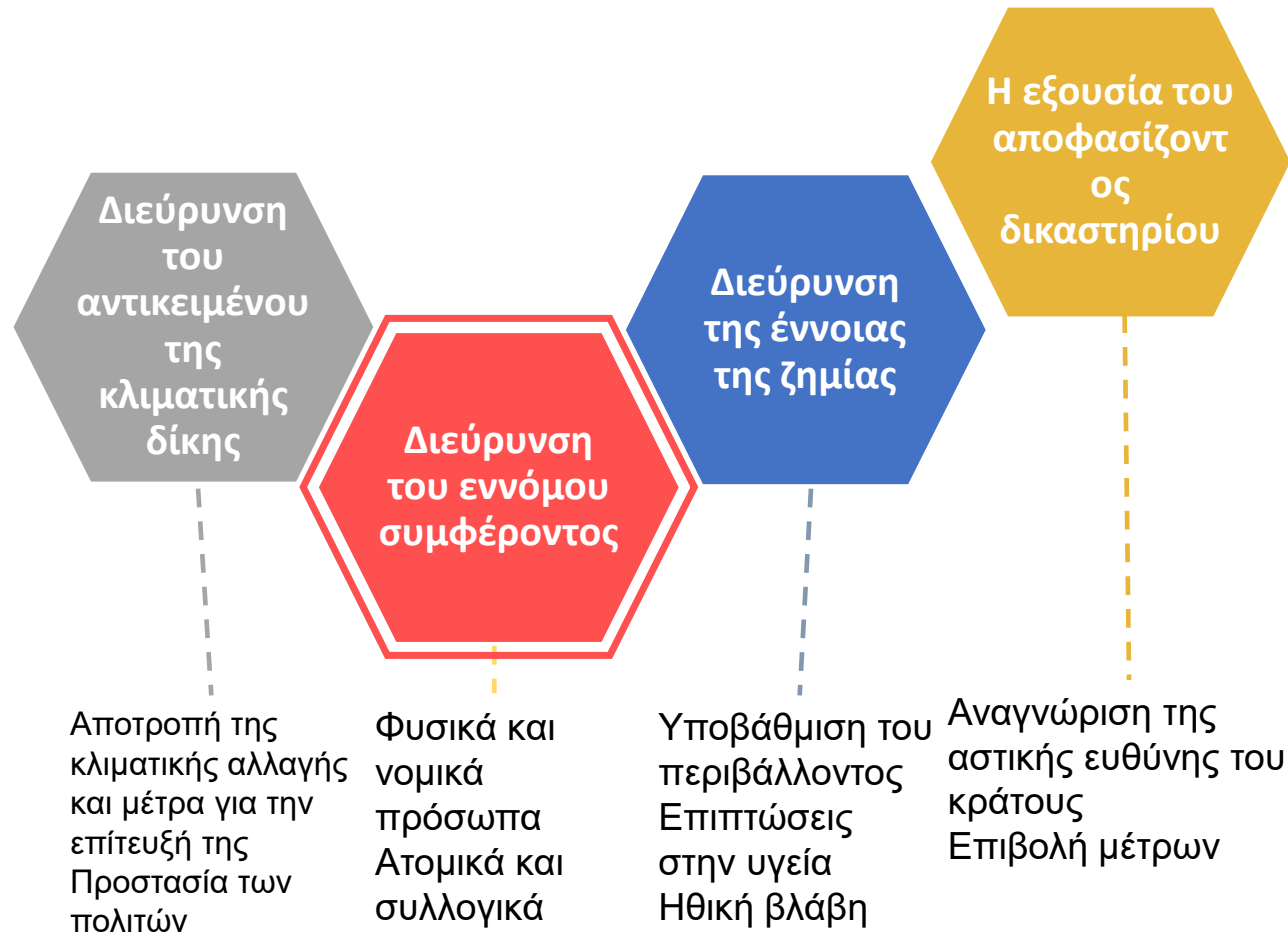 Διεύρυνση
του
αντικειμένου
της
κλιματικής
δίκης
Αποτροπή της
κλιματικής αλλαγής
και μέτρα για την
επίτευξή της
Προστασία των
πολιτών
Διεύρυνση
του εννόμου
συμφέροντος
Φυσικά και
νομικά
πρόσωπα
Ατομικά και
συλλογικά
Διεύρυνση
της έννοιας
της ζημίας
Υποβάθμιση του
περιβάλλοντος
Επιπτώσεις
στην υγεία
Ηθική βλάβη
Η εξουσία του
αποφασίζοντ
ος
δικαστηρίου
Αναγνώριση της
αστικής ευθύνης του
κράτους
Επιβολή μέτρων